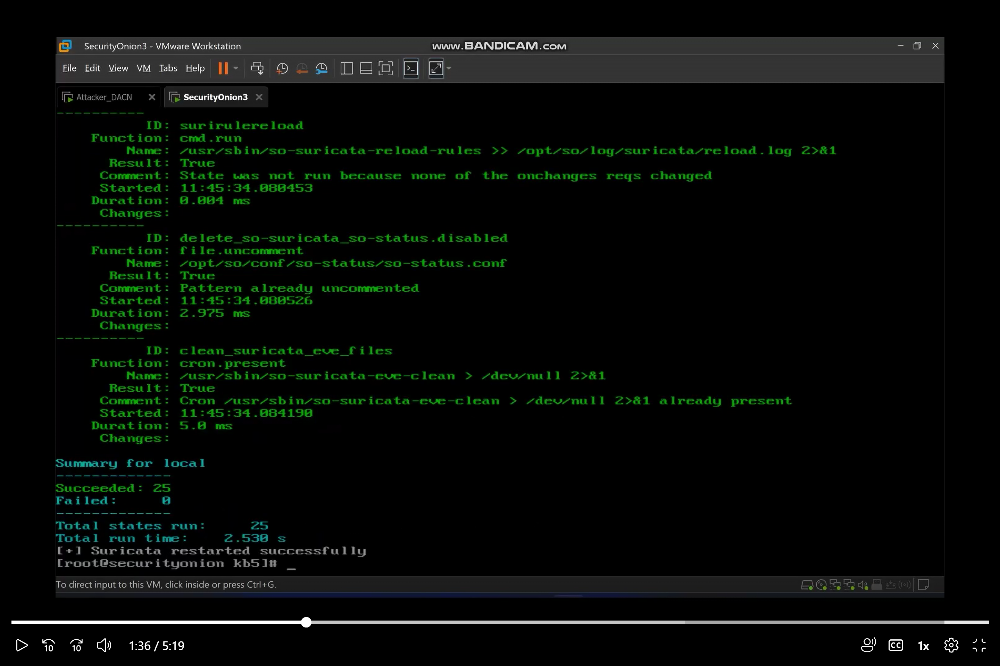 SecurityOnion3 - VMware Workstation
www.BANDICAM.com
File Edit View VM Tabs Help
Attacker_DACN
SecurityOnion3
----------
ID: surirulereload
Function: cmd.run
Name: /usr/sbin/so-suricata-reload-rules >> /opt/so/log/suricata/reload.log 2>&1
Result: True
Comment: State was not run because none of the onchanges reqs changed
Started: 11:45:34.080453
Duration: 0.004 ms
Changes:
----------
ID: delete_so-suricata_so-status.disabled
Function: file.uncomment
Name: /opt/so/conf/so-status/so-status.conf
Result: True
Comment: Pattern already uncommented
Started: 11:45:34.080526
Duration: 2.975 ms
Changes:
----------
ID: clean_suricata_eve_files
Function: cron.present
Name: /usr/sbin/so-suricata-eve-clean > /dev/null 2>&1
Result: True
Comment: Cron /usr/sbin/so-suricata-eve-clean > /dev/null 2>&1 already present
Started: 11:45:34.084190
Duration: 5.0 ms
Changes:
Summary for local
-------------
Succeeded: 25
Failed: 0
-------------
Total states run: 25
Total run time: 2.530 s
[+] Suricata restarted successfully
[root@securityonion kb5]# _
To direct input to this VM, click inside or press Ctrl+G.
10 10 1:36 / 5:19 CC 1x